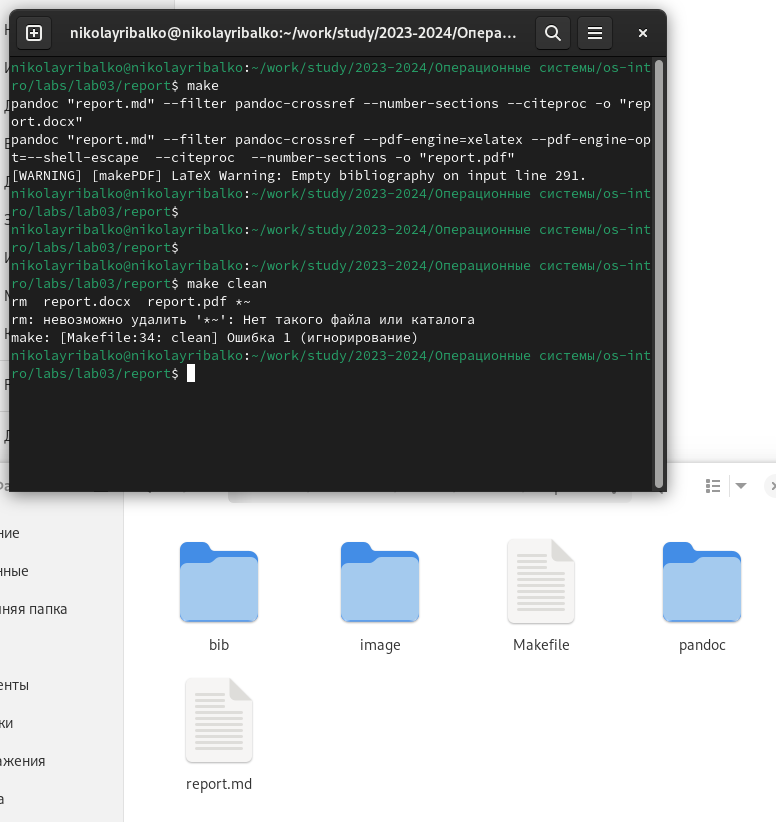 nikolayribalko@nikolayribalko:~/work/study/2023-2024/Опера...
nikolayribalko@nikolayribalko:~/work/study/2023-2024/Операционные системы/os-int
ro/labs/lab03/report$ make
pandoc "report.md" --filter pandoc-crossref --number-sections --citeproc -o "rep
ort.docx"
pandoc "report.md" --filter pandoc-crossref --pdf-engine=xelatex --pdf-engine-op
t=--shell-escape  --citeproc  --number-sections -o "report.pdf"
[WARNING] [makePDF] LaTeX Warning: Empty bibliography on input line 291.
nikolayribalko@nikolayribalko:~/work/study/2023-2024/Операционные системы/os-int
ro/labs/lab03/report$
nikolayribalko@nikolayribalko:~/work/study/2023-2024/Операционные системы/os-int
ro/labs/lab03/report$
nikolayribalko@nikolayribalko:~/work/study/2023-2024/Операционные системы/os-int
ro/labs/lab03/report$ make clean
rm  report.docx  report.pdf *~
rm: невозможно удалить '*~': Нет такого файла или каталога
make: [Makefile:34: clean] Ошибка 1 (игнорирование)
nikolayribalko@nikolayribalko:~/work/study/2023-2024/Операционные системы/os-int
ro/labs/lab03/report$
ние
нные
няя папка
енты
ки
ажения
а
bib
image
Makefile
pandoc
report.md